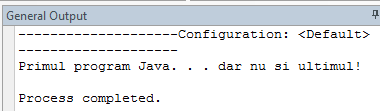 General Output
--------------------Configuration: <Default>
--------------------
Primul program Java. . . dar nu si ultimul!
Process completed.